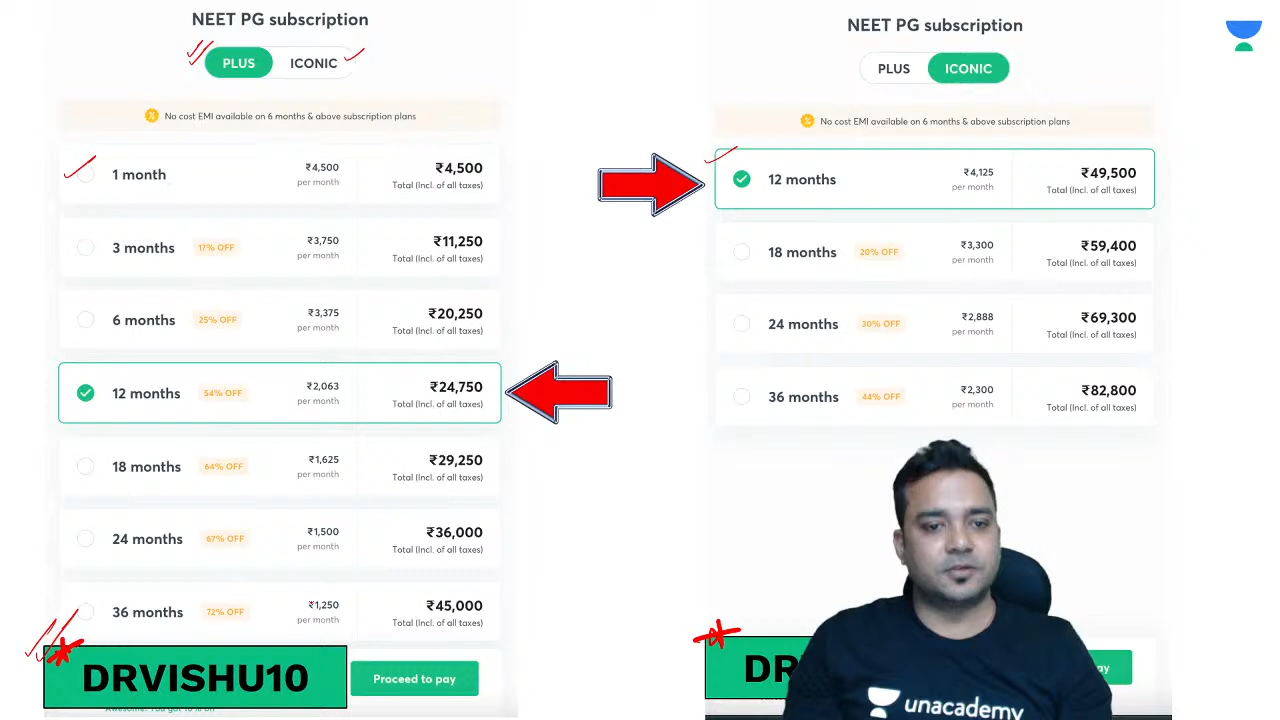 NEET PG subscription
PLUS
ICONIC
No cost EMI available on 6 months & above subscription plans
1 month
₹4,500
per month
₹4,500
Total (Incl. of all taxes)
3 months
17% OFF
₹3,750
per month
₹11,250
Total (Incl. of all taxes)
6 months
25% OFF
₹3,375
per month
₹20,250
Total (Incl. of all taxes)
12 months
54% OFF
₹2,063
per month
₹24,750
Total (Incl. of all taxes)
18 months
64% OFF
₹1,625
per month
₹29,250
Total (Incl. of all taxes)
24 months
67% OFF
₹1,500
per month
₹36,000
Total (Incl. of all taxes)
36 months
72% OFF
₹1,250
per month
₹45,000
Total (Incl. of all taxes)
DRVISHU10
Proceed to pay
NEET PG subscription
PLUS
ICONIC
No cost EMI available on 6 months & above subscription plans
12 months
₹4,125
per month
₹49,500
Total (Incl. of all taxes)
18 months
20% OFF
₹3,300
per month
₹59,400
Total (Incl. of all taxes)
24 months
30% OFF
₹2,888
per month
₹69,300
Total (Incl. of all taxes)
36 months
44% OFF
₹2,300
per month
₹82,800
Total (Incl. of all taxes)
DR
unacademy